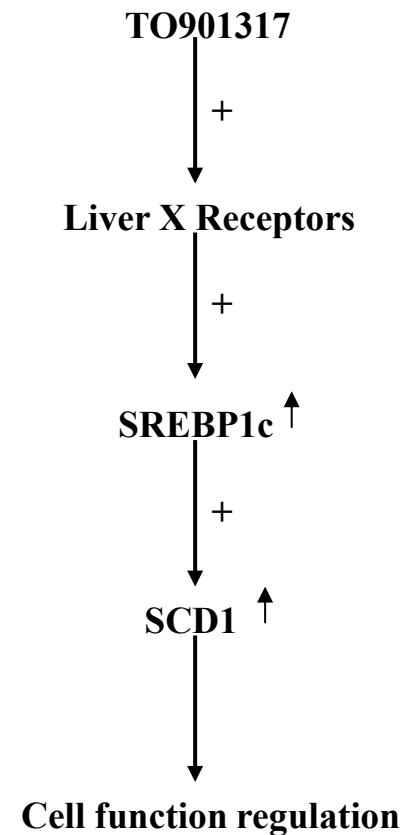 TO901317
+
Liver X Receptors
+
SREBP1c
+
SCD1
Cell function regulation